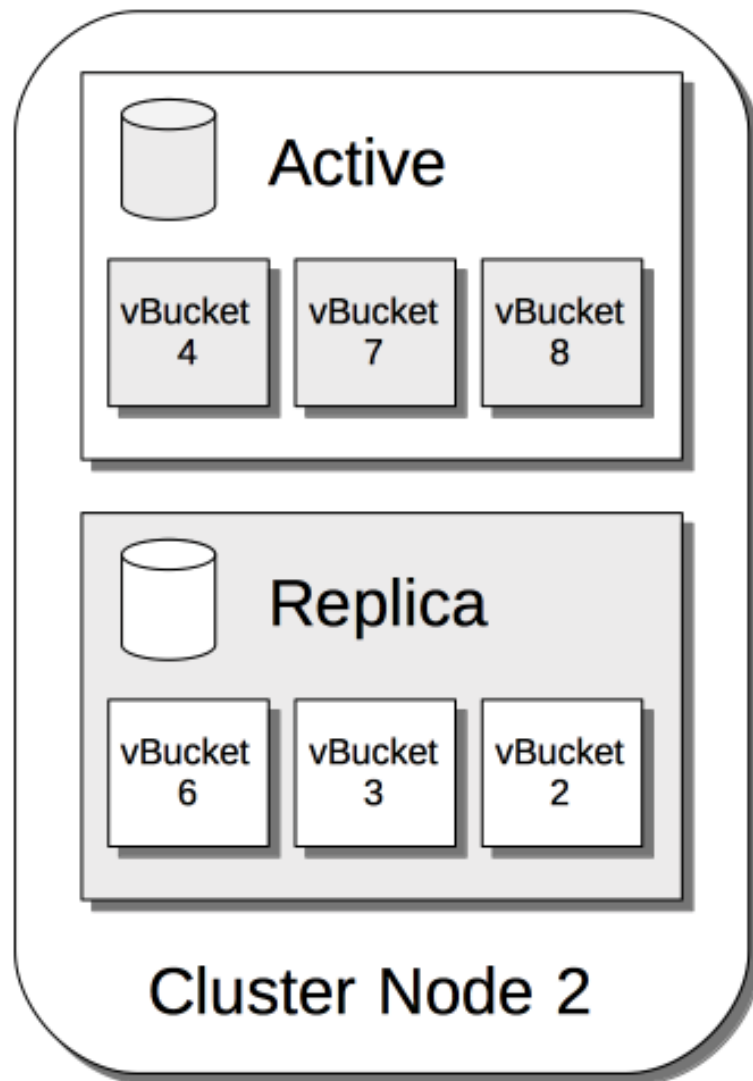 Active
vBucket
4
vBucket
7
vBucket
8
Replica
vBucket
6
vBucket
3
vBucket
2
Cluster Node 2